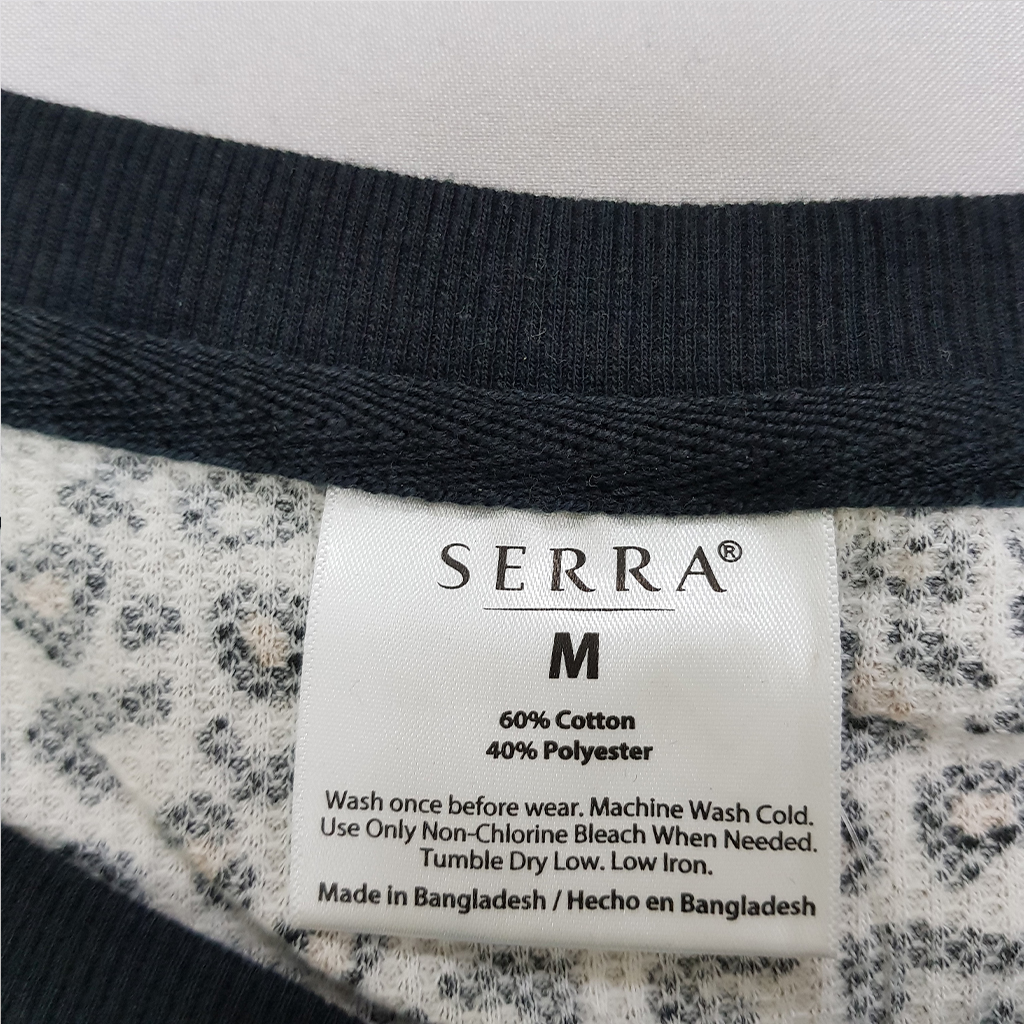 SERRA®
M
60% Cotton
40% Polyester
Wash once before wear. Machine Wash Cold.
Use Only Non-Chlorine Bleach When Needed.
Tumble Dry Low. Low Iron.
Made in Bangladesh / Hecho en Bangladesh